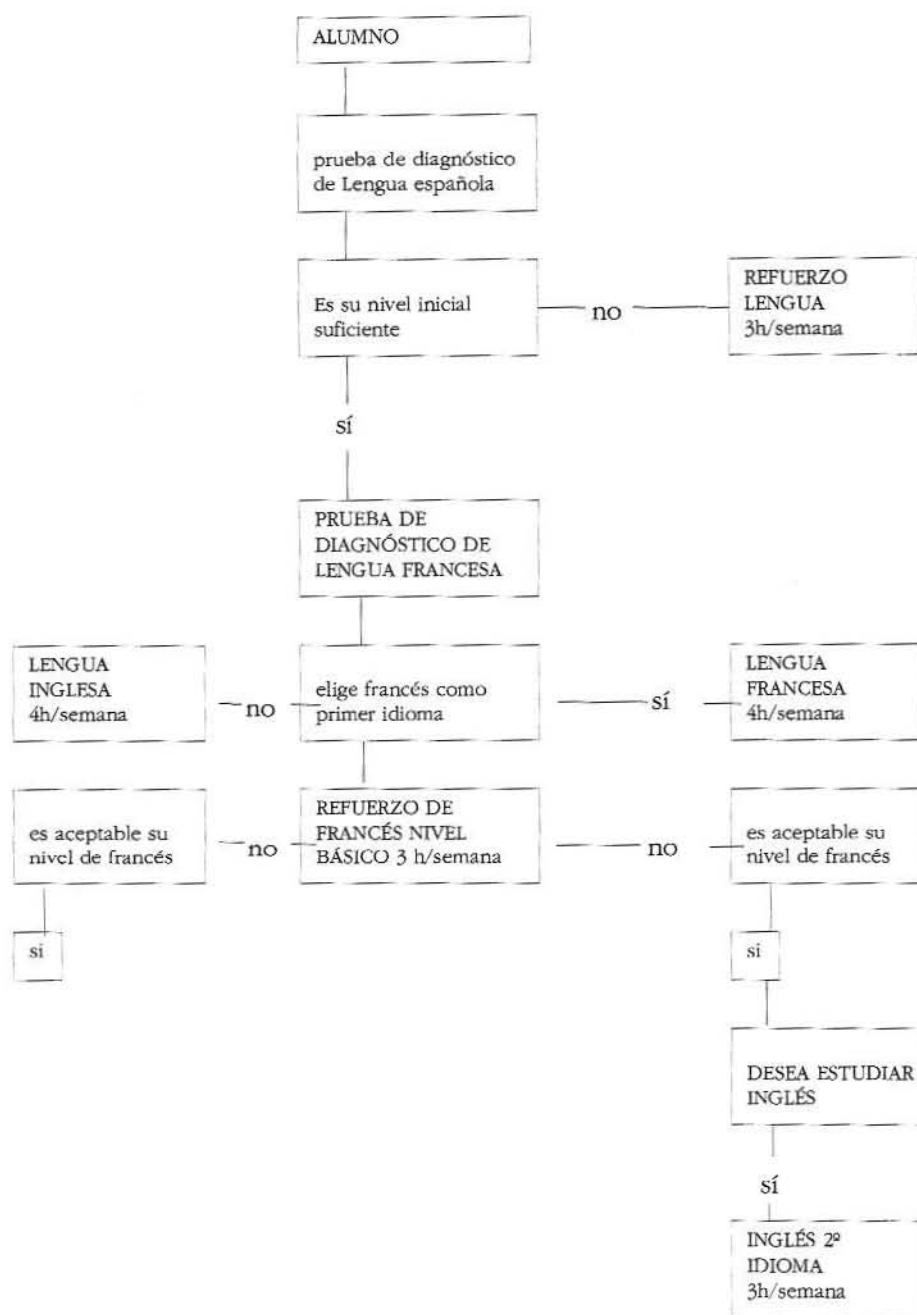 ALUMNO
prueba de diagnóstico
de Lengua española
Es su nivel inicial
suficiente
no
REFUERZO
LENGUA
3h/semana
sí
PRUEBA DE
DIAGNÓSTICO DE
LENGUA FRANCESA
LENGUA
INGLESA
4h/semana
no
elige francés como
primer idioma
sí
LENGUA
FRANCESA
4h/semana
es aceptable su
nivel de francés
no
REFUERZO DE
FRANCÉS NIVEL
BÁSICO 3 h/semana
no
es aceptable su
nivel de francés
si
si
DESEA ESTUDIAR
INGLÉS
sí
INGLÉS 2º
IDIOMA
3h/semana